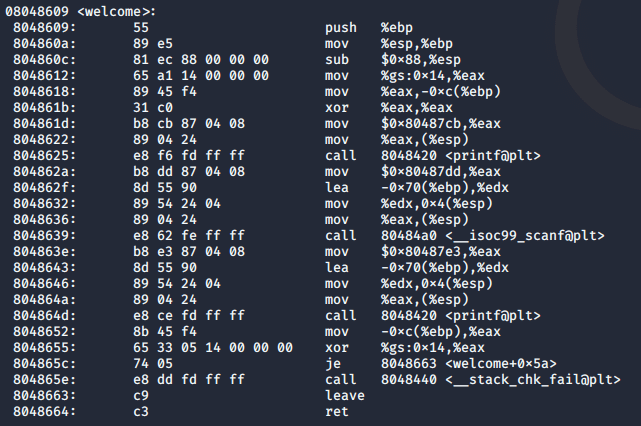 08048609 <welcome>:
 8048609:	55	push   %ebp
 804860a:	89 e5	mov    %esp,%ebp
 804860c:	81 ec 88 00 00 00	sub    $0×88,%esp
 8048612:	65 a1 14 00 00 00	mov    %gs:0×14,%eax
 8048618:	89 45 f4	mov    %eax,-0×c(%ebp)
 804861b:	31 c0	xor    %eax,%eax
 804861d:	b8 cb 87 04 08	mov    $0×80487cb,%eax
 8048622:	89 04 24	mov    %eax,(%esp)
 8048625:	e8 f6 fd ff ff	call   8048420 <printf@plt>
 804862a:	b8 dd 87 04 08	mov    $0×80487dd,%eax
 804862f:	8d 55 90	lea    -0×70(%ebp),%edx
 8048632:	89 54 24 04	mov    %edx,0×4(%esp)
 8048636:	89 04 24	mov    %eax,(%esp)
 8048639:	e8 62 fe ff ff	call   80484a0 <__isoc99_scanf@plt>
 804863e:	b8 e3 87 04 08	mov    $0×80487e3,%eax
 8048643:	8d 55 90	lea    -0×70(%ebp),%edx
 8048646:	89 54 24 04	mov    %edx,0×4(%esp)
 804864a:	89 04 24	mov    %eax,(%esp)
 804864d:	e8 ce fd ff ff	call   8048420 <printf@plt>
 8048652:	8b 45 f4	mov    -0×c(%ebp),%eax
 8048655:	65 33 05 14 00 00 00	xor    %gs:0×14,%eax
 804865c:	74 05	je     8048663 <welcome+0×5a>
 804865e:	e8 dd fd ff ff	call   8048440 <__stack_chk_fail@plt>
 8048663:	c9	leave
 8048664:	c3	ret